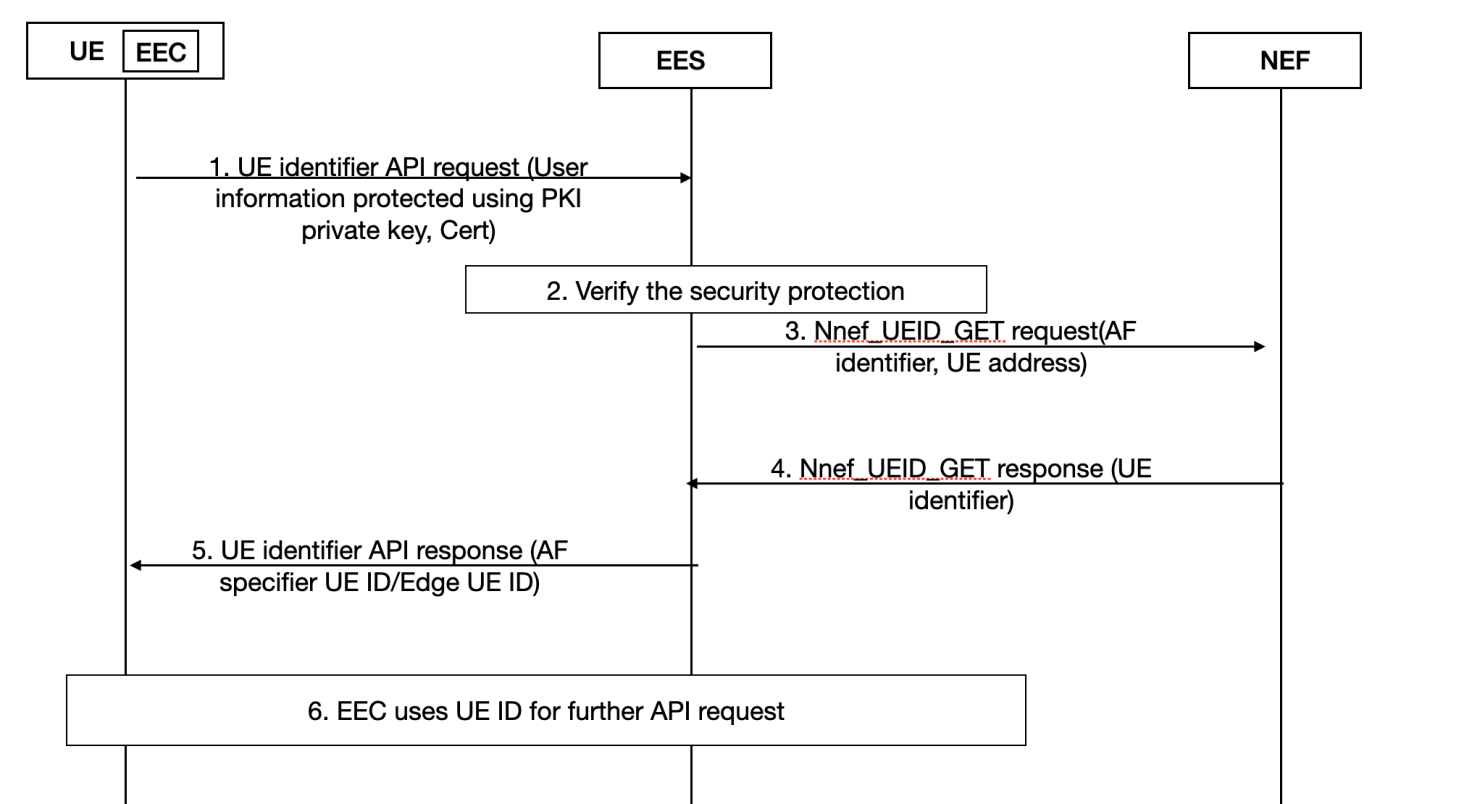 UE EEC
EES
NEF
1. UE identifier API request (User
information protected using PKI
private key, Cert)
2. Verify the security protection
3. Nnef_UEID_GET request(AF
identifier, UE address)
4. Nnef_UEID_GET response (UE
identifier)
5. UE identifier API response (AF
specifier UE ID/Edge UE ID)
6. EEC uses UE ID for further API request